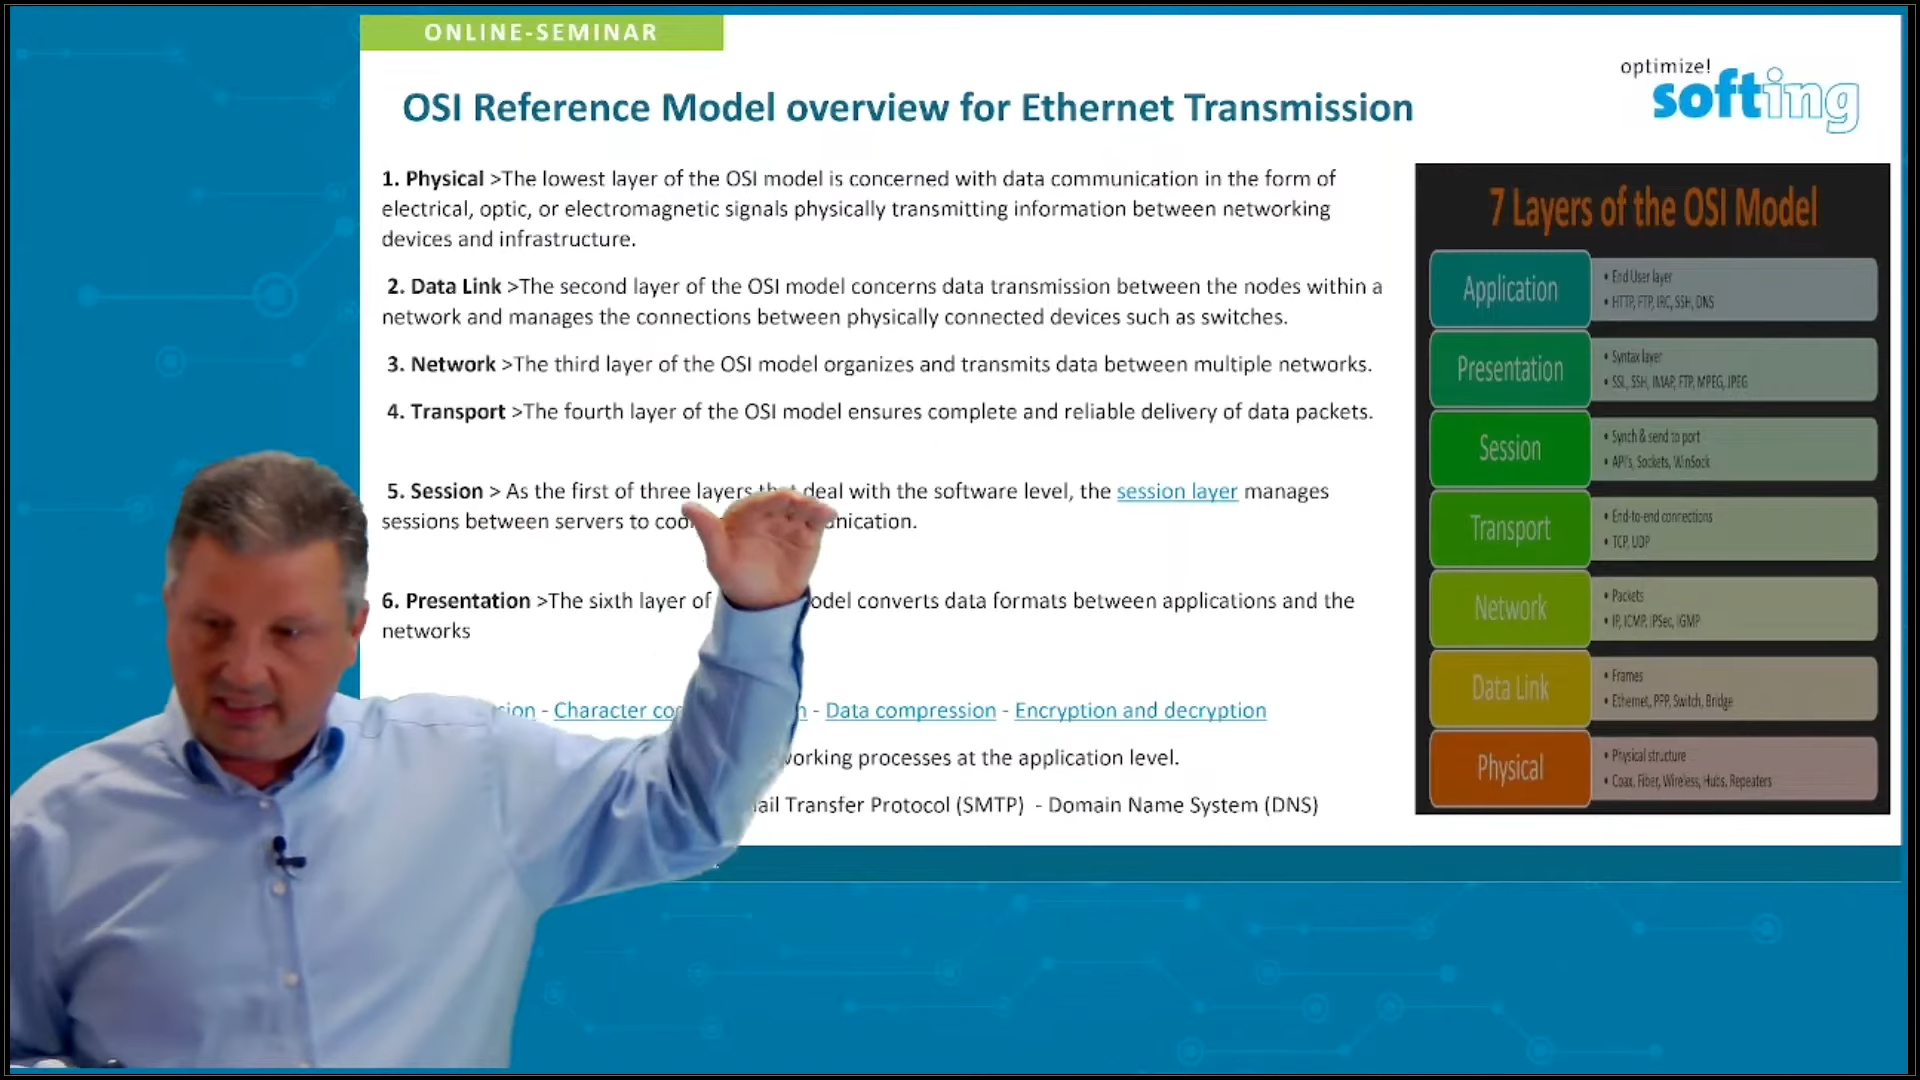 ONLINE-SEMINAR
optimize!
softing
OSI Reference Model overview for Ethernet Transmission
1. Physical >The lowest layer of the OSI model is concerned with data communication in the form of
electrical, optic, or electromagnetic signals physically transmitting information between networking
devices and infrastructure.
2. Data Link >The second layer of the OSI model concerns data transmission between the nodes within a
network and manages the connections between physically connected devices such as switches.
3. Network >The third layer of the OSI model organizes and transmits data between multiple networks.
4. Transport >The fourth layer of the OSI model ensures complete and reliable delivery of data packets.
5. Session > As the first of three layers deal with the software level, the session layer manages
sessions between servers to
6. Presentation >The sixth layer of converts data formats between applications and the
networks
- Character - Data compression - Encryption and decryption
processes at the application level.
Transfer Protocol (SMTP) - Domain Name System (DNS)
7 Layers of the OSI Model
Application
• End User layer
• HTTP, FTP, IRC, SSH, DNS
Presentation
• Syntax layer
• SSL, SSH, IMAP, FTP, MPEG, JPEG
Session
• Synch & send to port
• API's, Sockets, WinSock
Transport
• End-to-end connections
• TCP, UDP
Network
• Packets
• IP, ICMP, IPSec, IGMP
Data Link
• Frames
• Ethernet, PPP, Switch, Bridge
Physical
• Physical structure
• Coax, Fiber, Wireless, Hubs, Repeaters